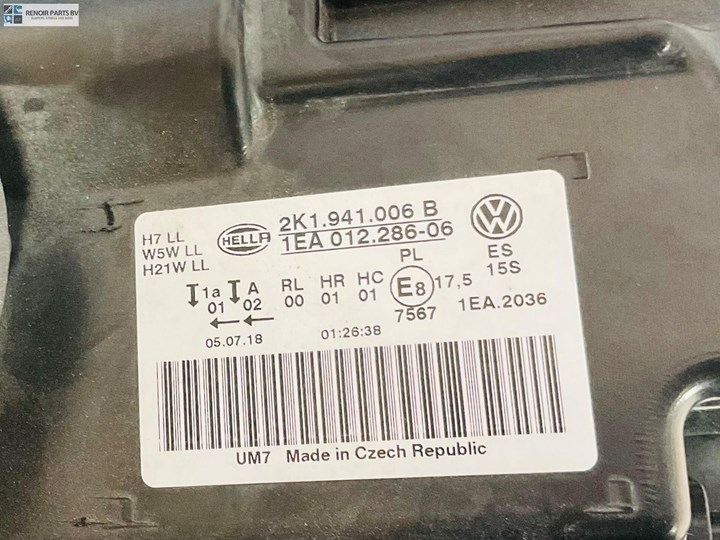 RENOIR PARTS BV
H7 LL
W5W LL
H21W LL
HELLA
2K1.941.006 B
1EA 012.286-06
VW
ES
15S
1a A RL HR HC PL
01 02 00 01 01 E8 17,5
7567
1EA.2036
05.07.18
01:26:38
UM7 Made in Czech Republic